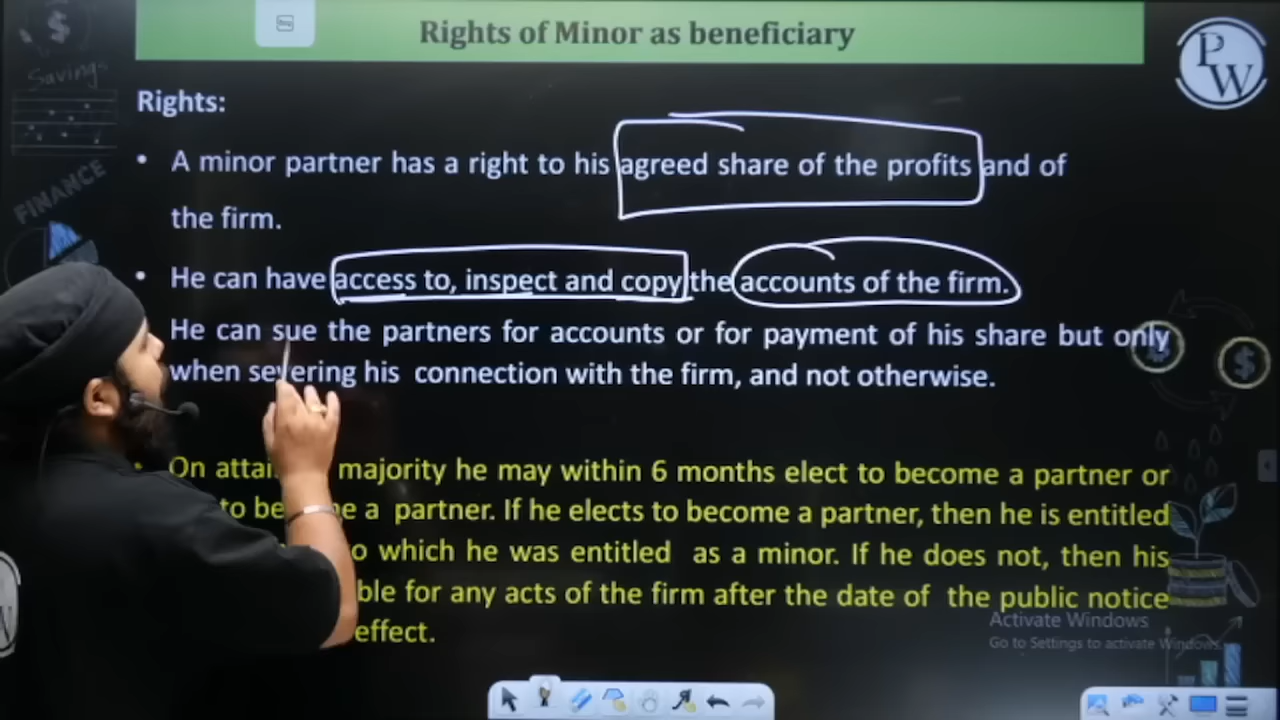 Rights of Minor as beneficiary
P
W
Savings
FINANCE
Rights:
• A minor partner has a right to his agreed share of the profits and of
the firm.
• He can have access to, inspect and copy the accounts of the firm.
He can sue the partners for accounts or for payment of his share but only
when severing his connection with the firm, and not otherwise.
• On attai majority he may within 6 months elect to become a partner or
to be e a partner. If he elects to become a partner, then he is entitled
o which he was entitled as a minor. If he does not, then his
ble for any acts of the firm after the date of the public notice
effect.
Activate Windows
Go to Settings to activate Windows.